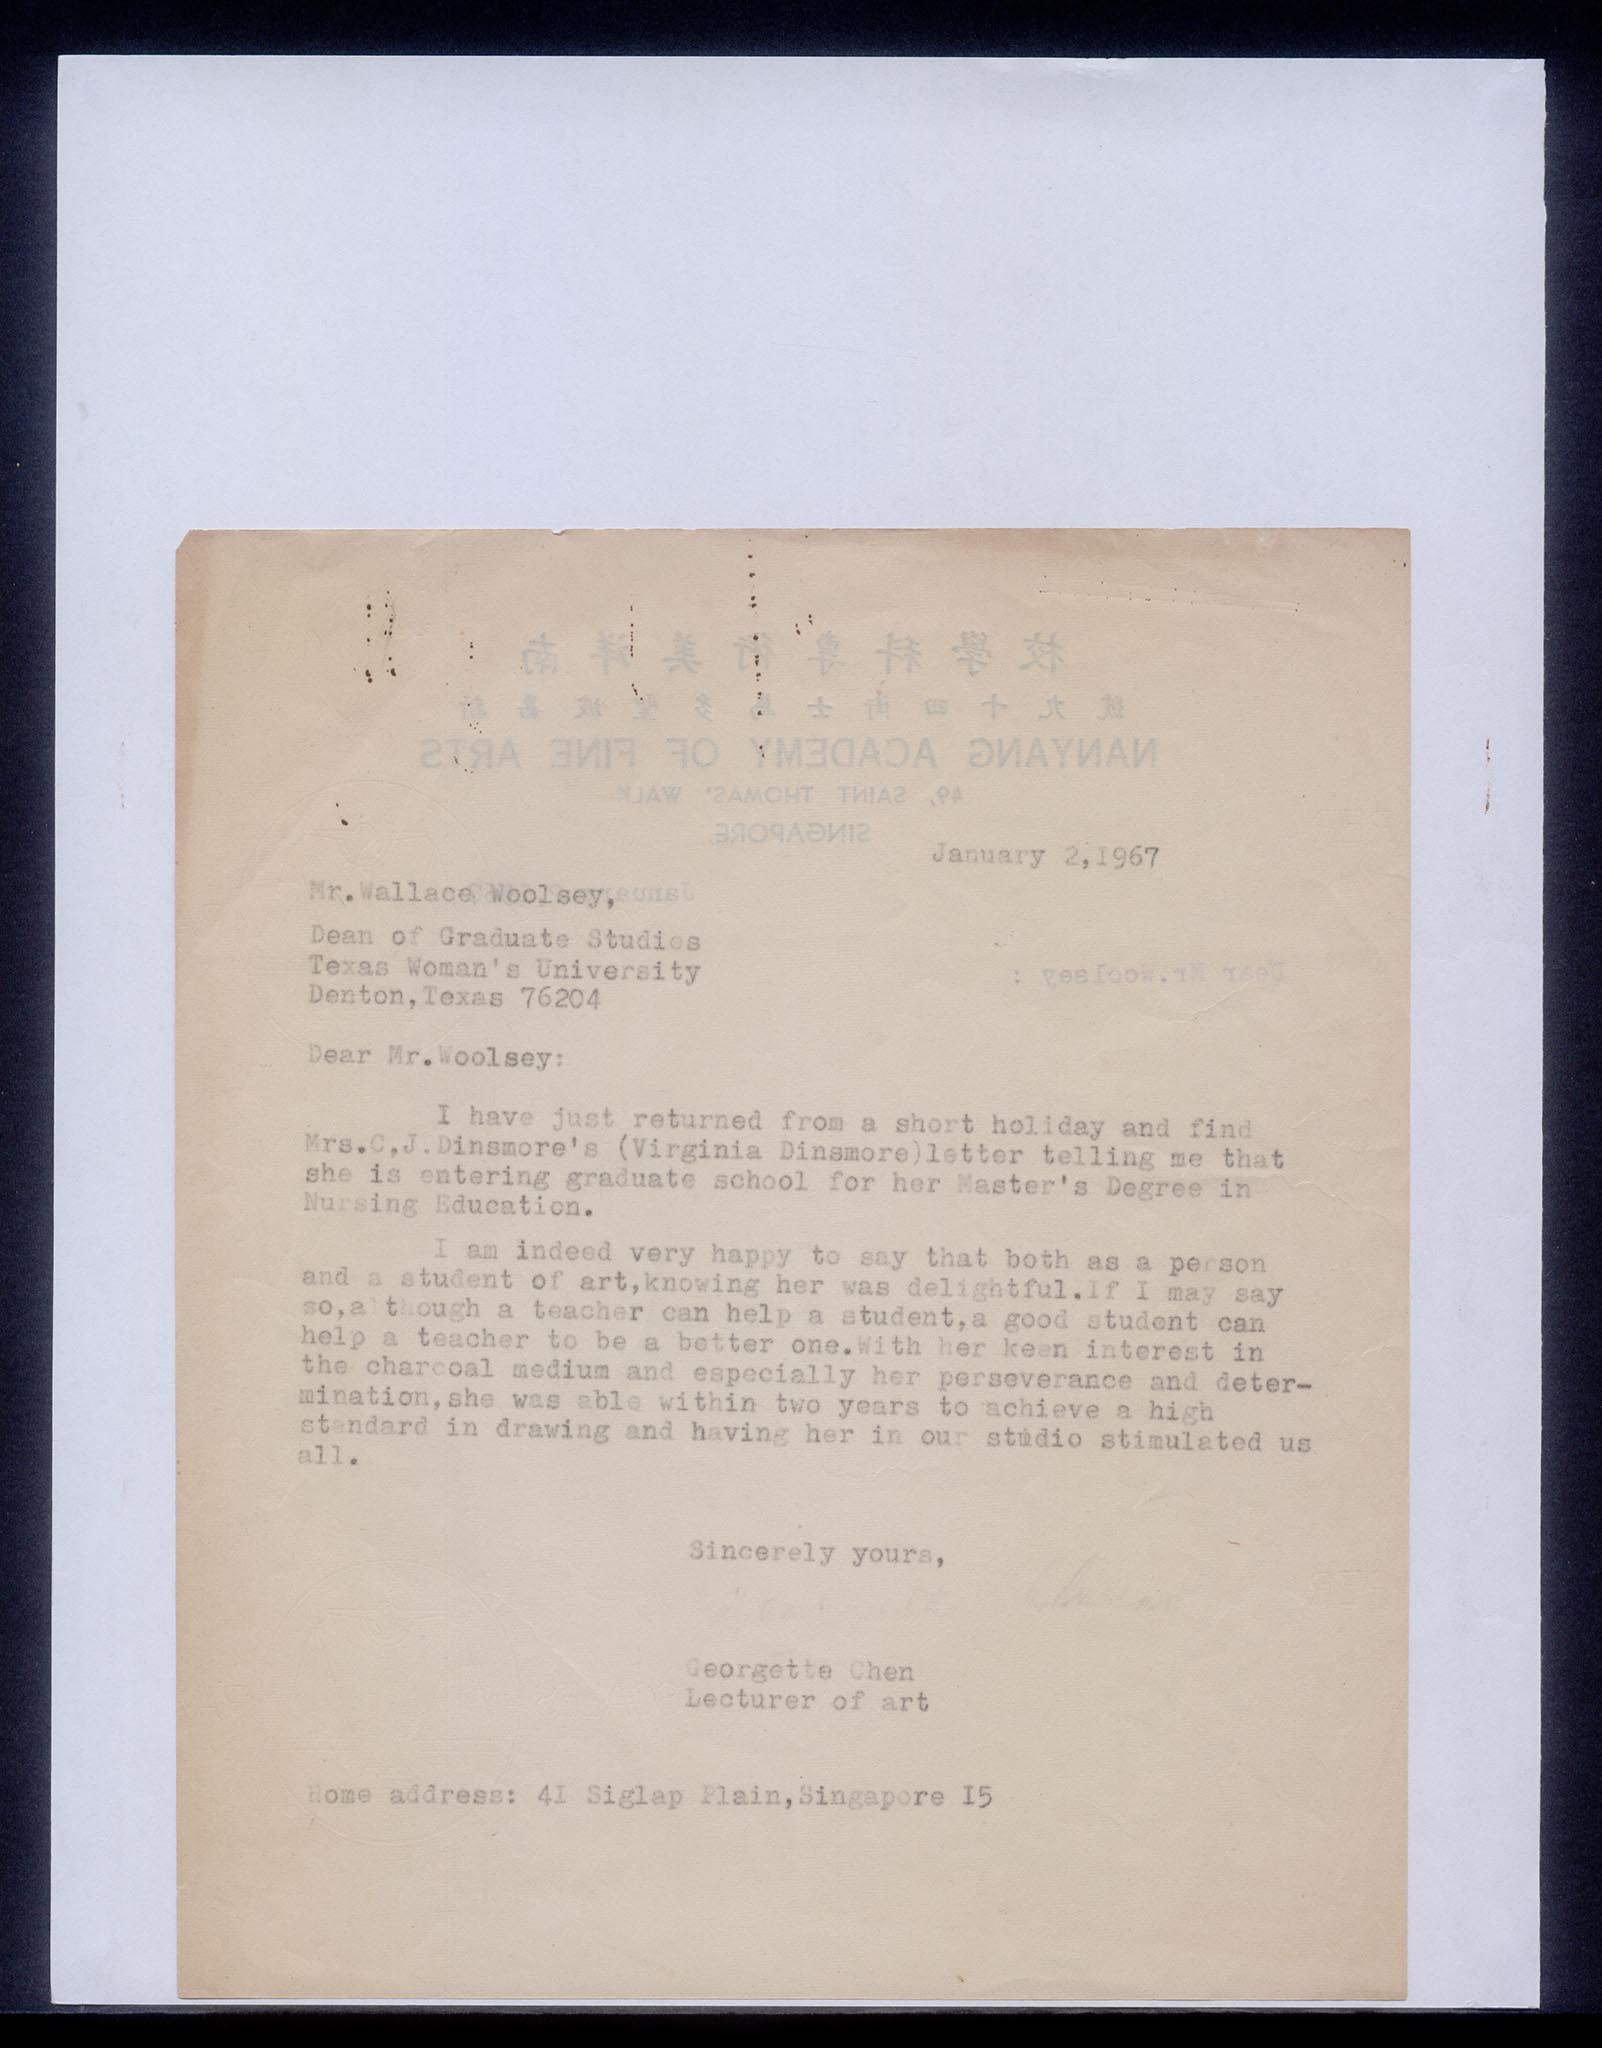 南洋美術專科學校
新嘉坡聖多馬士街四十九號
NANYANG ACADEMY OF FINE ARTS
49, SAINT THOMAS' WALK
SINGAPORE.
January 2,I967
Mr.Wallace Woolsey,
Dean of Graduate Studies
Texas Woman's University
Denton,Texas 76204
Dear Mr.Woolsey :
Dear Mr.Woolsey:
I have just returned from a short holiday and find
Mrs.C,J.Dinsmore's (Virginia Dinsmore)letter telling me that
she is entering graduate school for her Master's Degree in
Nursing Education.
I am indeed very happy to say that both as a person
and a student of art,knowing her was delightful.If I may say
so,although a teacher can help a student,a good student can
help a teacher to be a better one.With her keen interest in
the charcoal medium and especially her perseverance and deter-
mination,she was able within two years to achieve a high
standard in drawing and having her in our studio stimulated us
all.
Sincerely yours,
Georgette Chen
Lecturer of art
Home address: 4I Siglap Plain,Singapore I5